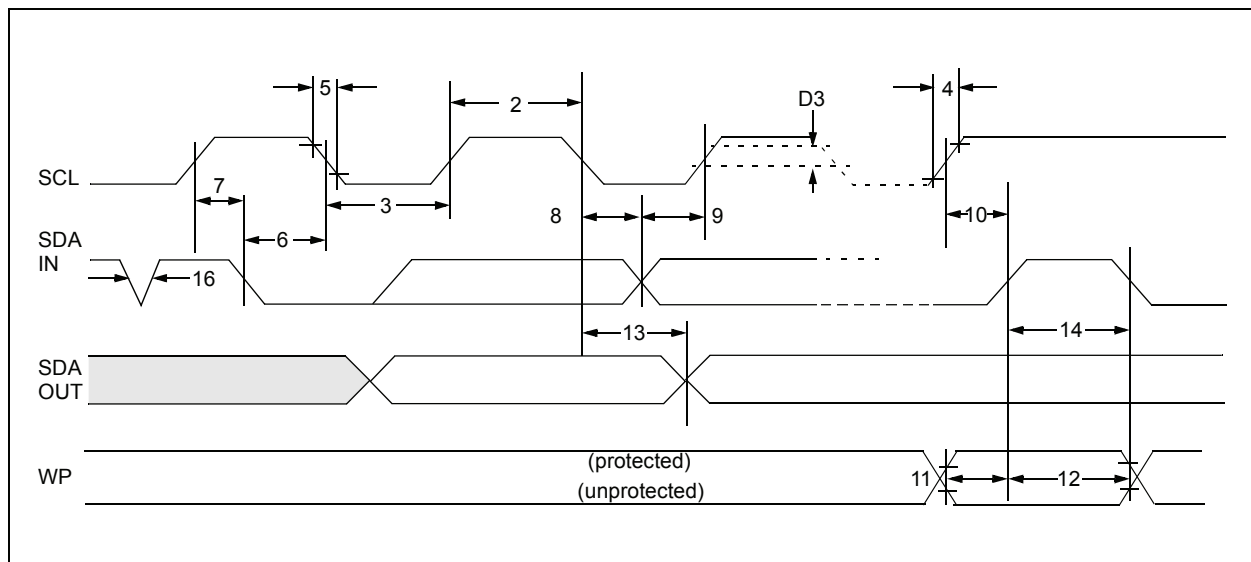 5
2
D3
4
SCL
7
3
8
9
10
6
SDA
IN
16
13
14
SDA
OUT
(protected)
WP
11
12
(unprotected)